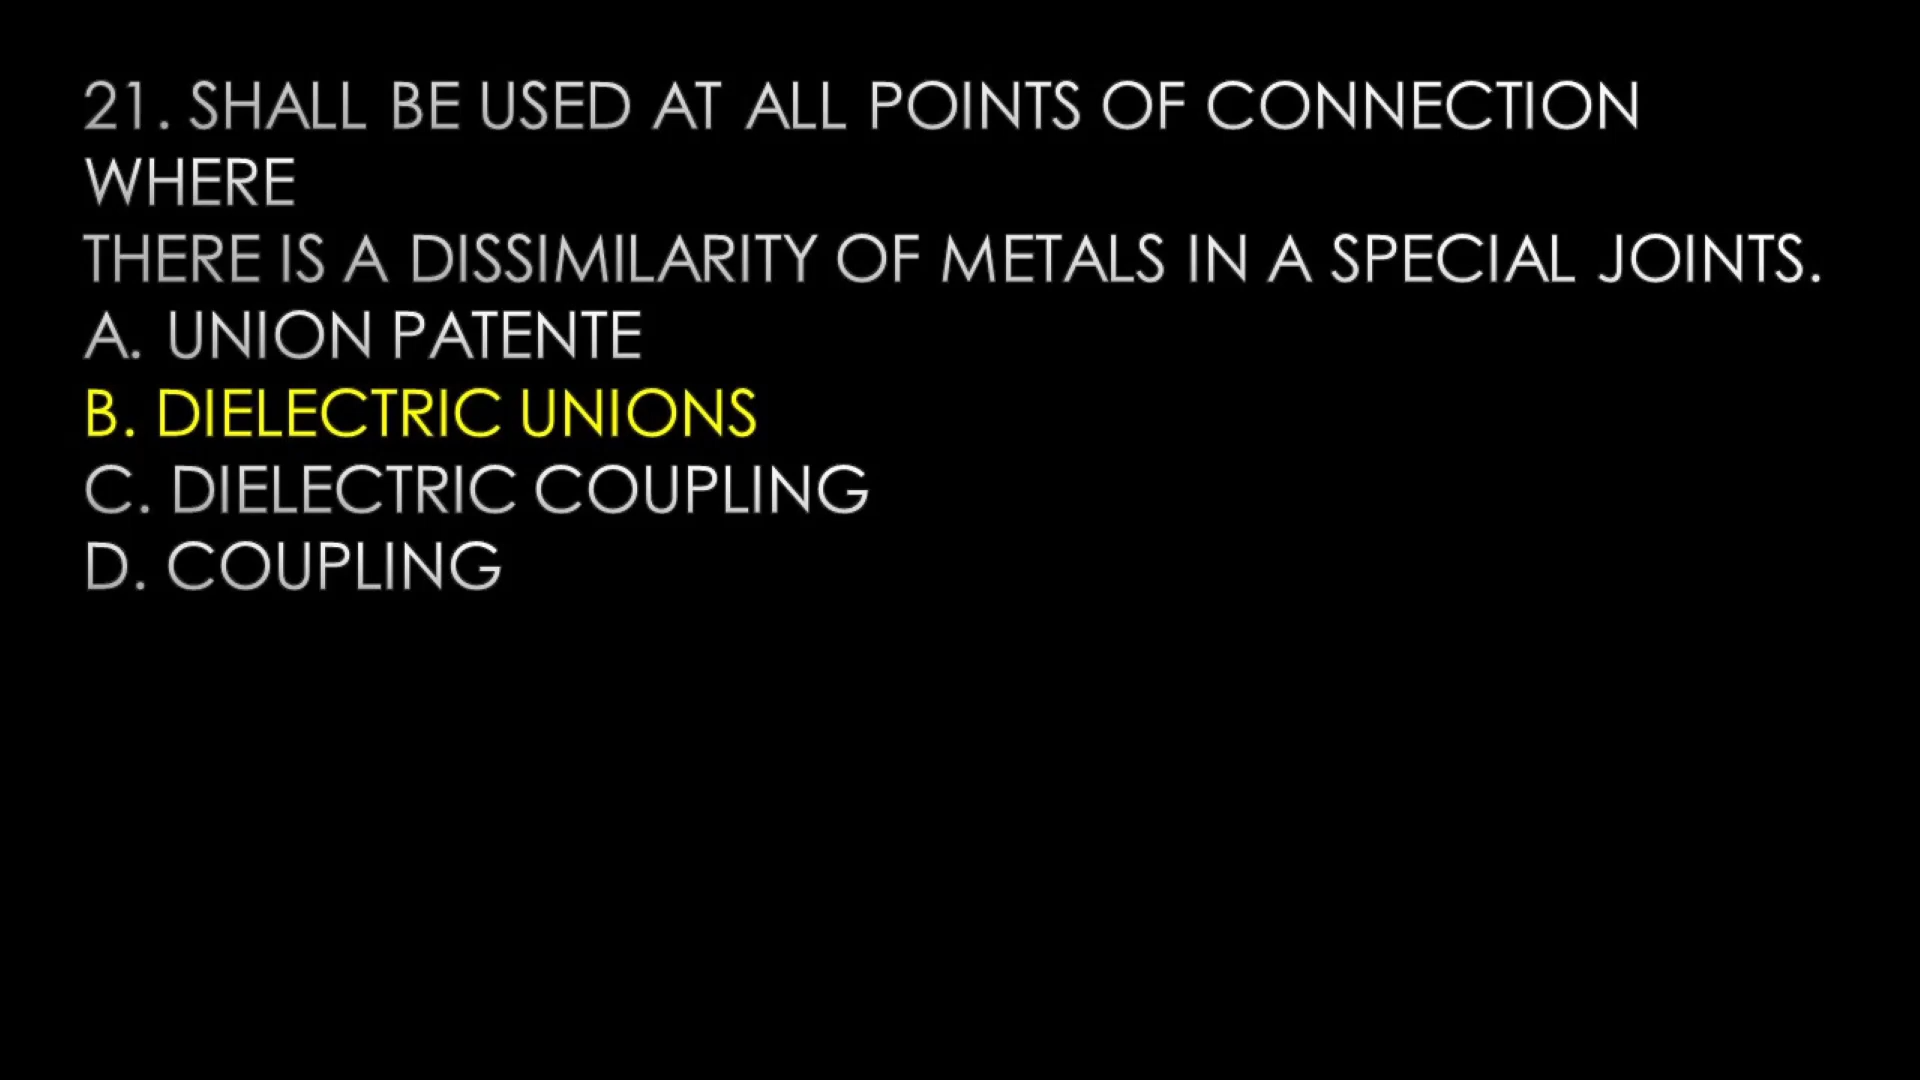 21. SHALL BE USED AT ALL POINTS OF CONNECTION
WHERE
THERE IS A DISSIMILARITY OF METALS IN A SPECIAL JOINTS.
A. UNION PATENTE
B. DIELECTRIC UNIONS
C. DIELECTRIC COUPLING
D. COUPLING